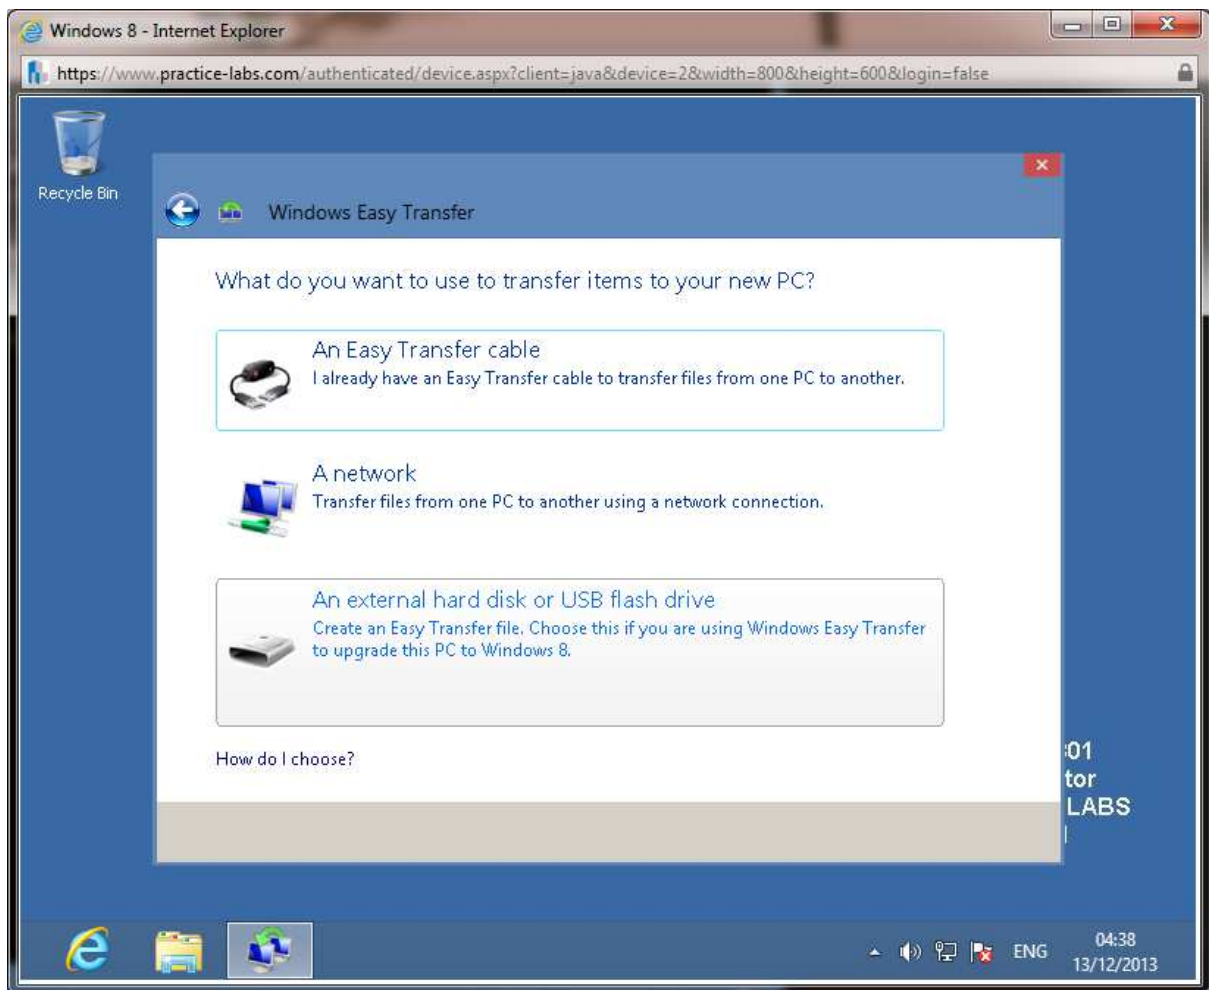 Windows 8 - Internet Explorer
https://www.practice-labs.com/authenticated/device.aspx?client=java&device=2&width=800&height=600&login=false
Recycle Bin
Windows Easy Transfer
What do you want to use to transfer items to your new PC?
An Easy Transfer cable
I already have an Easy Transfer cable to transfer files from one PC to another.
A network
Transfer files from one PC to another using a network connection.
An external hard disk or USB flash drive
Create an Easy Transfer file. Choose this if you are using Windows Easy Transfer
to upgrade this PC to Windows 8.
How do I choose?
01
tor
LABS
ENG
04:38
13/12/2013